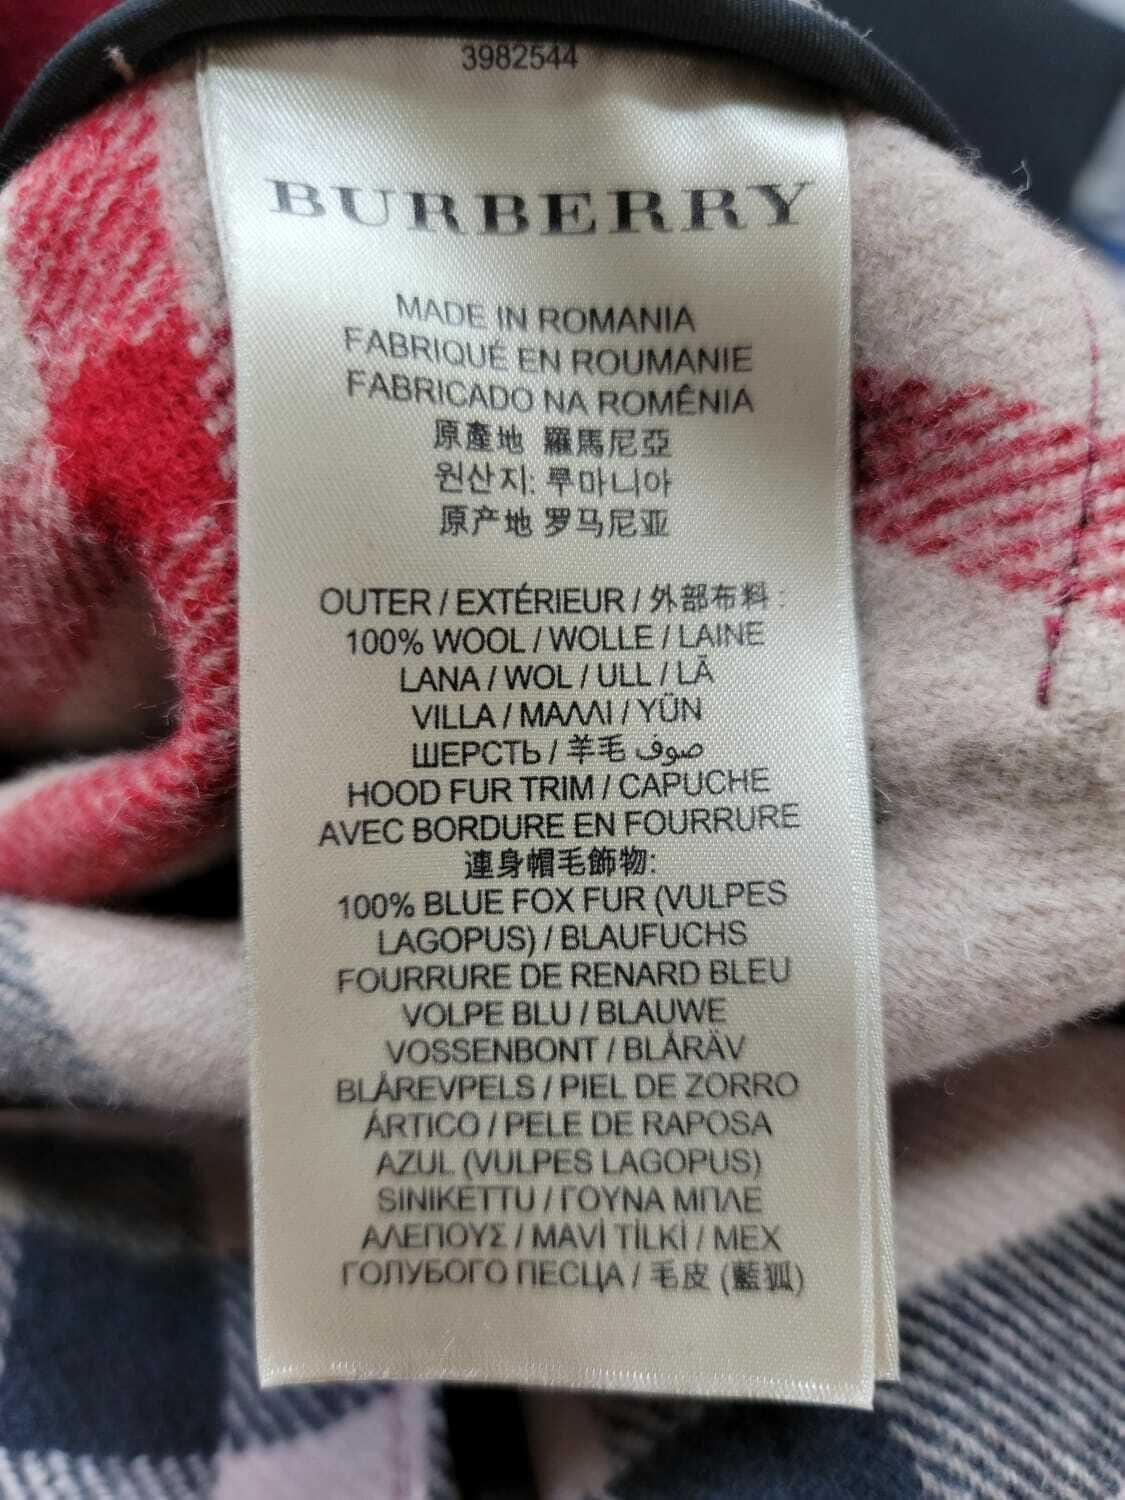 3982544
BURBERRY
MADE IN ROMANIA
FABRIQUÉ EN ROUMANIE
FABRICADO NA ROMÊNIA
原產地 羅馬尼亞
원산지: 루마니아
原产地 罗马尼亚
OUTER / EXTÉRIEUR / 外部布料 :
100% WOOL / WOLLE / LAINE
LANA / WOL / ULL / LÃ
VILLA / ΜΑΛΛΙ / YÜN
ШЕРСТЬ / 羊毛 صوف
HOOD FUR TRIM / CAPUCHE
AVEC BORDURE EN FOURRURE
連身帽毛飾物:
100% BLUE FOX FUR (VULPES
LAGOPUS) / BLAUFUCHS
FOURRURE DE RENARD BLEU
VOLPE BLU / BLAUWE
VOSSENBONT / BLÅRÄV
BLÅREVPELS / PIEL DE ZORRO
ÁRTICO / PELE DE RAPOSA
AZUL (VULPES LAGOPUS)
SINIKETTU / ΓΟΥΝΑ ΜΠΛΕ
ΑΛΕΠΟΥΣ / MAVİ TİLKİ / МЕХ
ГОЛУБОГО ПЕСЦА / 毛皮 (藍狐)